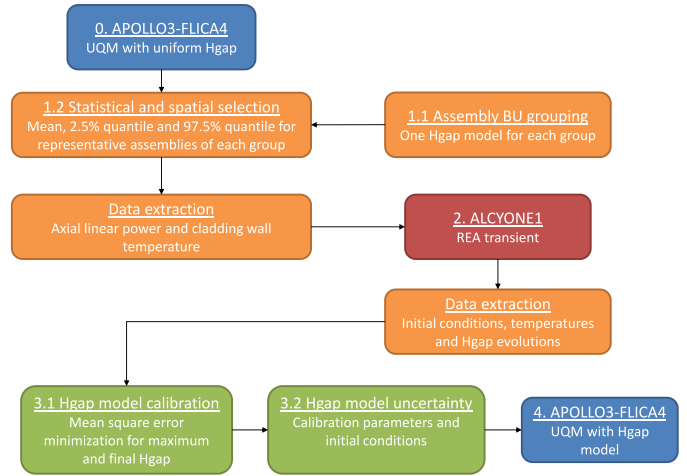 0. APOLLO3-FLICA4
UQM with uniform Hgap
1.2 Statistical and spatial selection
Mean, 2.5% quantile and 97.5% quantile for
representative assemblies of each group
1.1 Assembly BU grouping
One Hgap model for each group
Data extraction
Axial linear power and cladding wall
temperature
2. ALCYONE1
REA transient
Data extraction
Initial conditions, temperatures
and Hgap evolutions
3.1 Hgap model calibration
Mean square error
minimization for maximum
and final Hgap
3.2 Hgap model uncertainty
Calibration parameters and
initial conditions
4. APOLLO3-FLICA4
UQM with Hgap
model